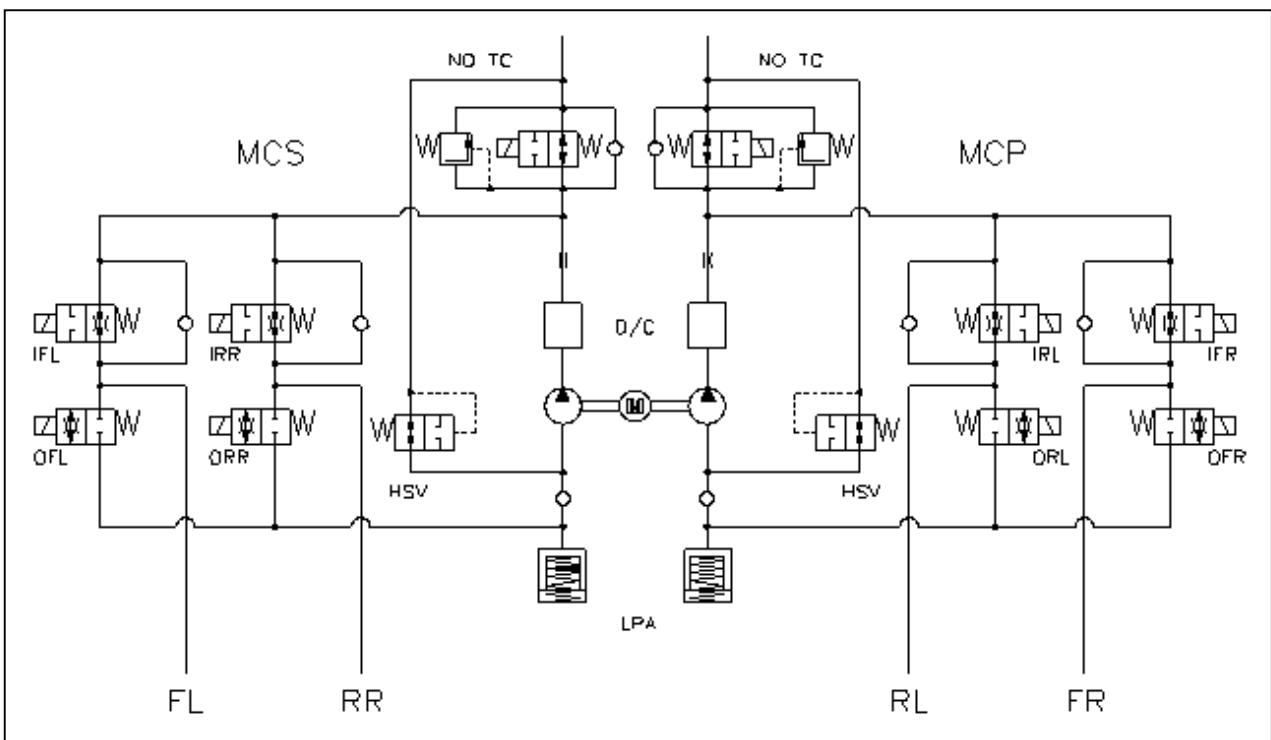 NO TC
NO TC
MCS
MCP
D/C
IFL
IRR
IRL
IFR
M
OFL
ORR
ORL
OFR
HSV
HSV
LPA
FL
RR
RL
FR